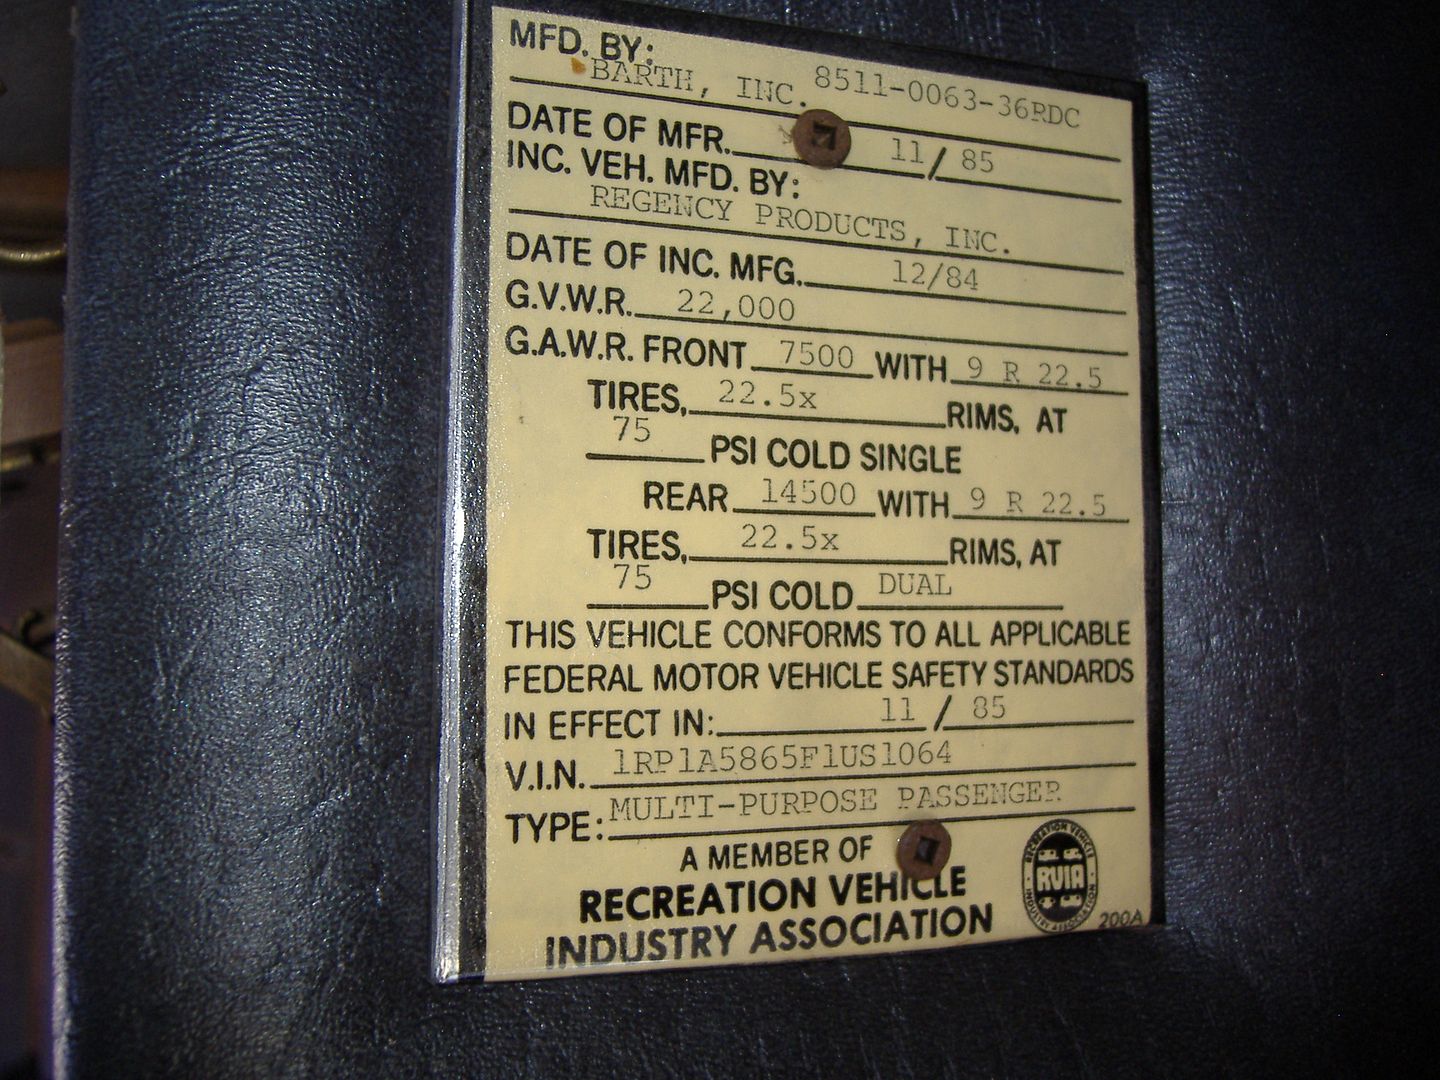 MFD. BY:
BARTH, INC. 8511-0063-36RDC
DATE OF MFR. 11/ 85
INC. VEH. MFD. BY:
REGENCY PRODUCTS, INC.
DATE OF INC. MFG. 12/84
G.V.W.R. 22,000
G.A.W.R. FRONT 7500 WITH 9 R 22.5
TIRES, 22.5x RIMS, AT
75 PSI COLD SINGLE
REAR 14500 WITH 9 R 22.5
TIRES, 22.5x RIMS, AT
75 PSI COLD DUAL
THIS VEHICLE CONFORMS TO ALL APPLICABLE
FEDERAL MOTOR VEHICLE SAFETY STANDARDS
IN EFFECT IN: 11 / 85
V.I.N. 1RP1A5865F1US1064
TYPE: MULTI-PURPOSE PASSENGER
A MEMBER OF
RECREATION VEHICLE
INDUSTRY ASSOCIATION
RECREATION VEHICLE
RVIA
INDUSTRY ASSOCIATION
200A